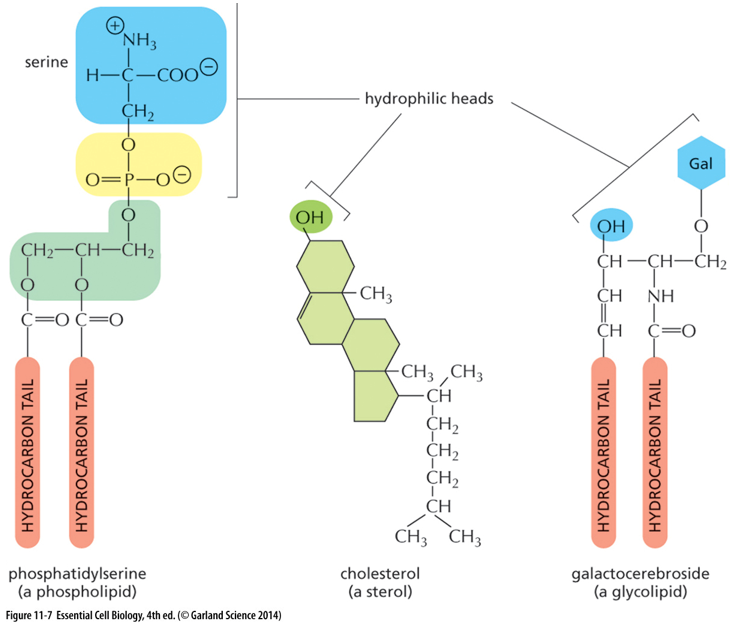 serine
⊕
NH₃
H—C—COO⊖
CH₂
O
O=P—O⊖
O
CH₂—CH—CH₂
O O
C=O C=O
HYDROCARBON TAIL
HYDROCARBON TAIL
phosphatidylserine
(a phospholipid)
hydrophilic heads
OH
CH₃
CH₃ CH₃
CH
CH₂
CH₂
CH₂
CH
CH₃ CH₃
cholesterol
(a sterol)
Gal
OH O
CH—CH—CH₂
CH NH
CH C=O
HYDROCARBON TAIL
HYDROCARBON TAIL
galactocerebroside
(a glycolipid)
Figure 11-7 Essential Cell Biology, 4th ed. (© Garland Science 2014)